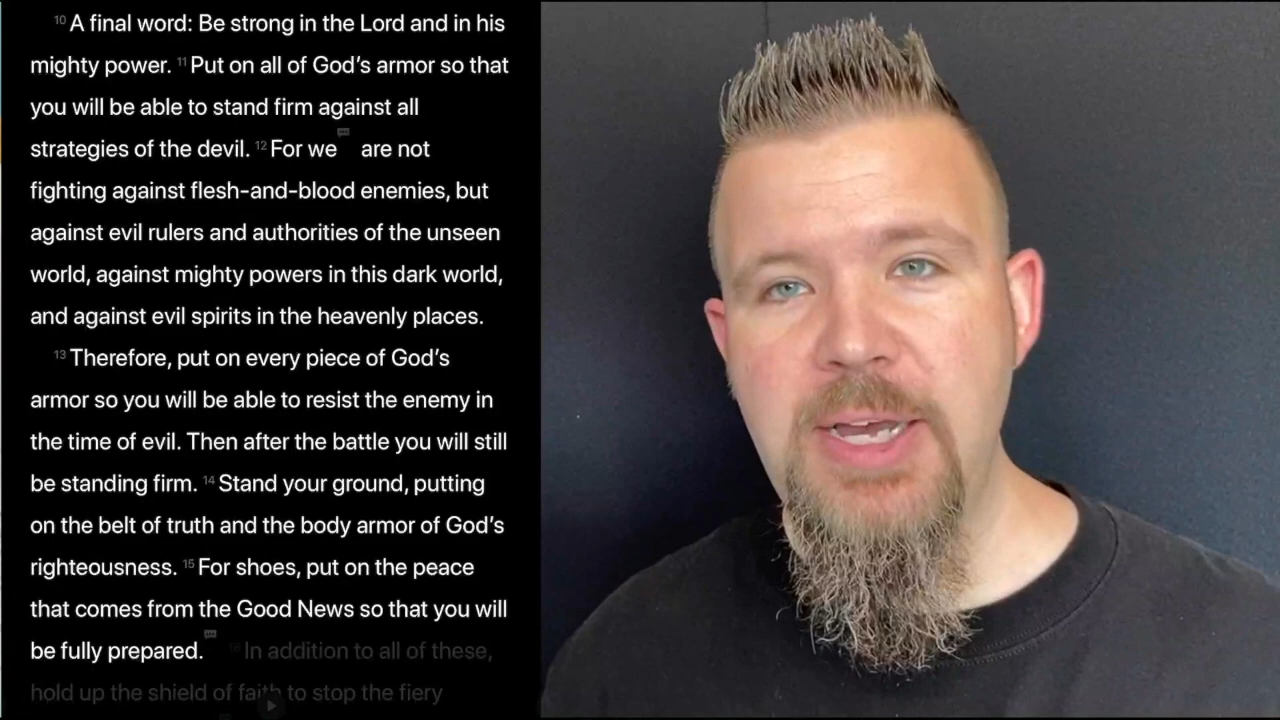 10 A final word: Be strong in the Lord and in his
mighty power. 11 Put on all of God’s armor so that
you will be able to stand firm against all
strategies of the devil. 12 For we are not
fighting against flesh-and-blood enemies, but
against evil rulers and authorities of the unseen
world, against mighty powers in this dark world,
and against evil spirits in the heavenly places.
13 Therefore, put on every piece of God’s
armor so you will be able to resist the enemy in
the time of evil. Then after the battle you will still
be standing firm. 14 Stand your ground, putting
on the belt of truth and the body armor of God’s
righteousness. 15 For shoes, put on the peace
that comes from the Good News so that you will
be fully prepared. 16 In addition to all of these,
hold up the shield of faith to stop the fiery